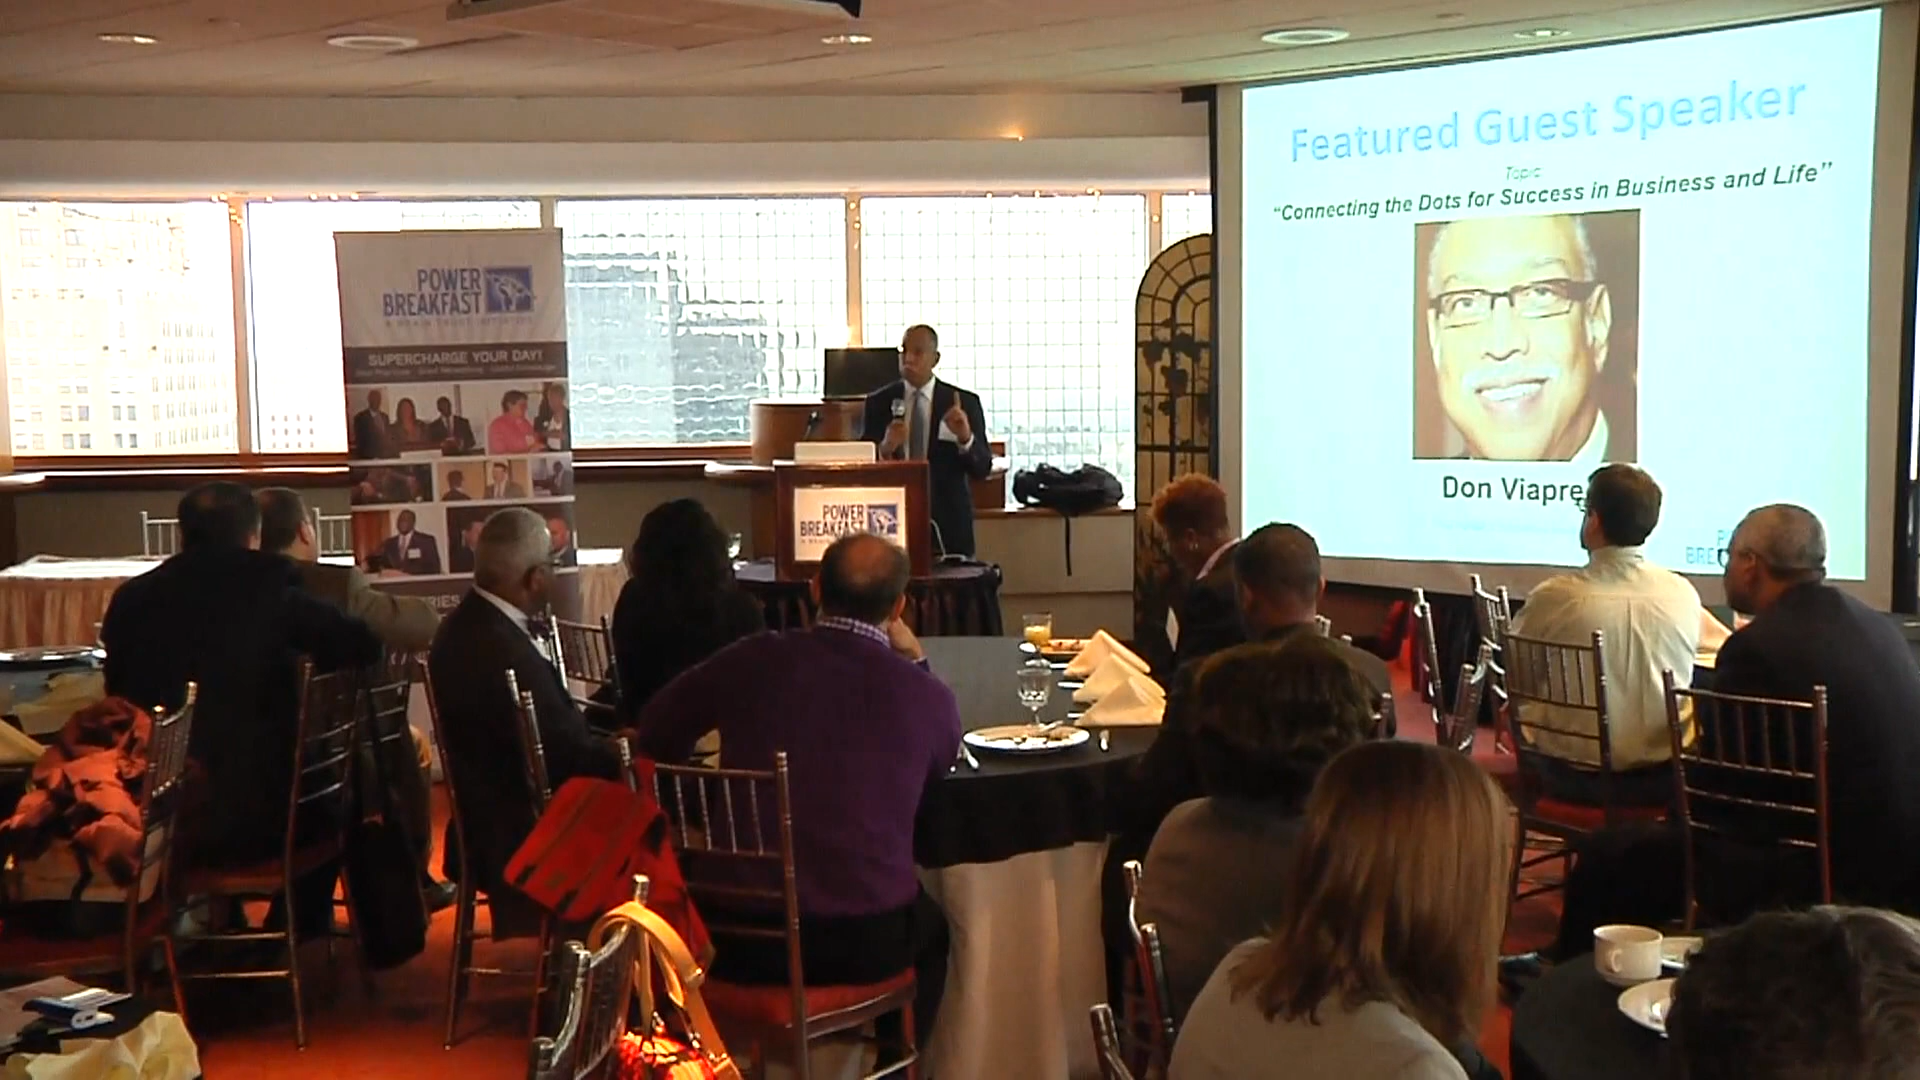 Featured Guest Speaker
Topic
“Connecting the Dots for Success in Business and Life”
Don Viapre
BRE
POWER
BREAKFAST
SUPERCHARGE YOUR DAY!
POWER
BREAKFAST